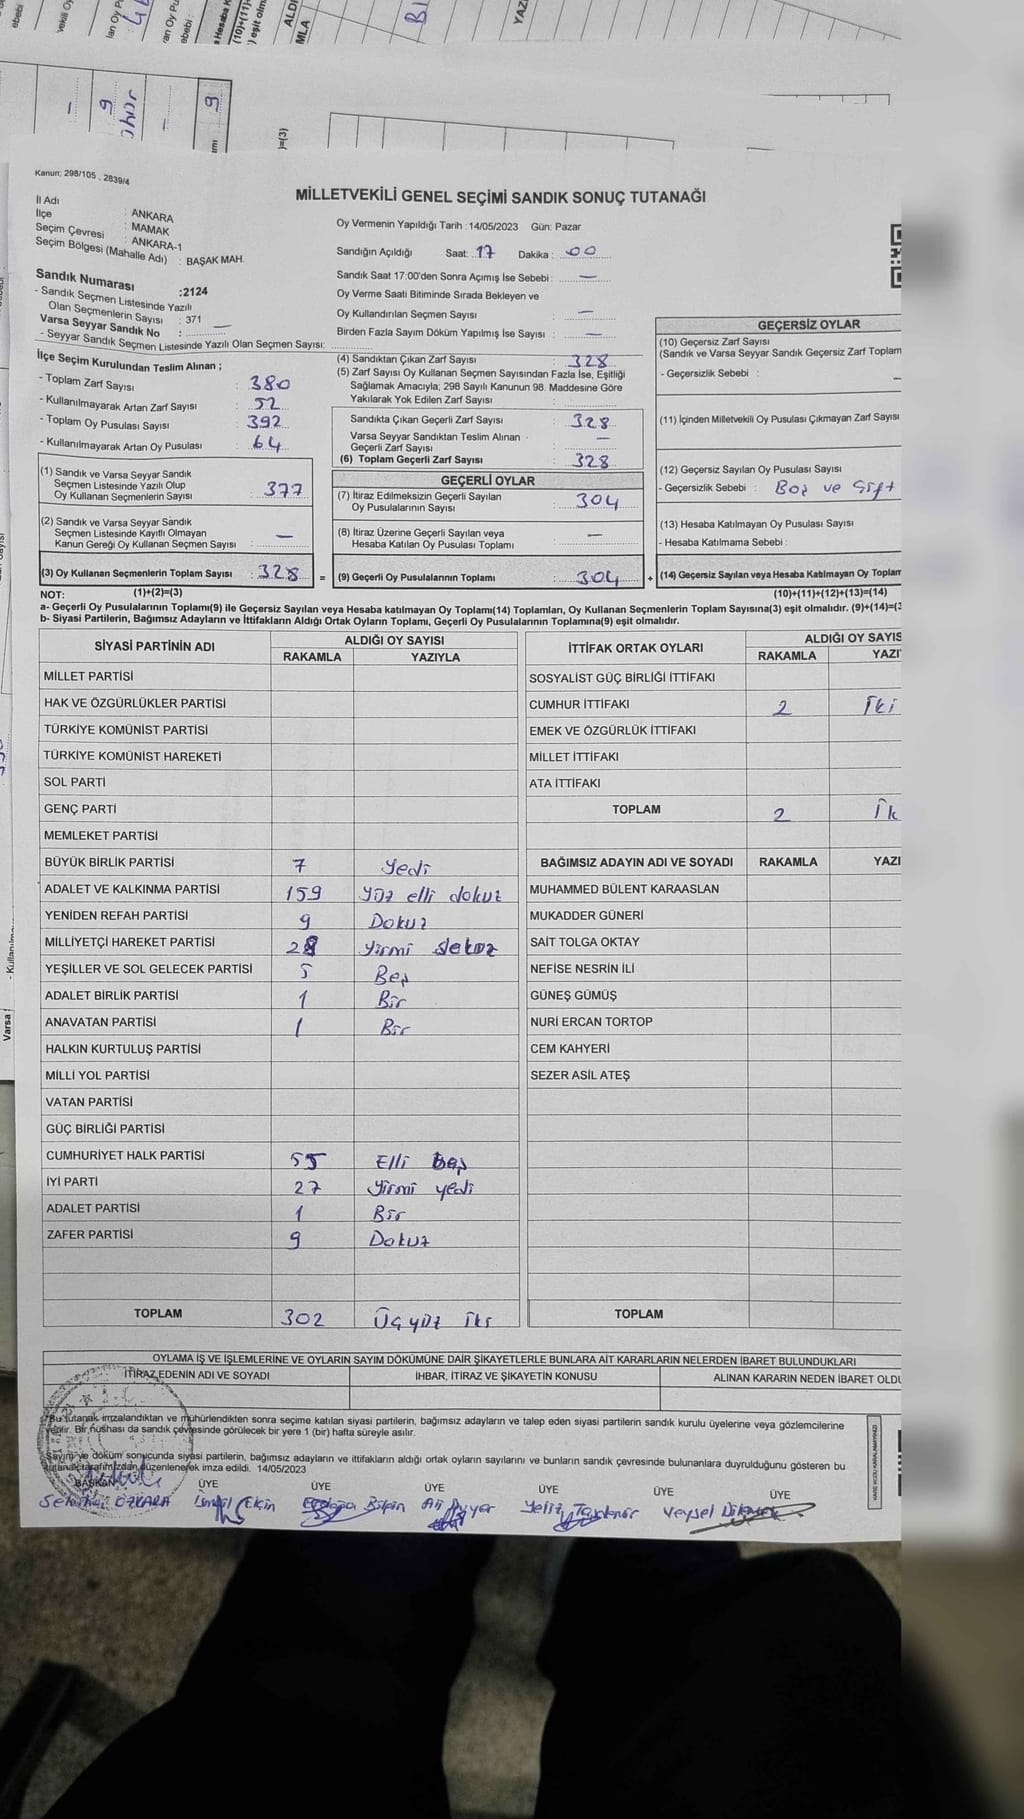 Kanun; 298/105 , 2839/4
MİLLETVEKİLİ GENEL SEÇİMİ SANDIK SONUÇ TUTANAĞI
İl Adı : ANKARA
İlçe : MAMAK
Seçim Çevresi : ANKARA-1
Seçim Bölgesi (Mahalle Adı) : BAŞAK MAH.
Sandık Numarası :2124
- Sandık Seçmen Listesinde Yazılı
Olan Seçmenlerin Sayısı : 371
Varsa Seyyar Sandık No : —
- Seyyar Sandık Seçmen Listesinde Yazılı Olan Seçmen Sayısı:
İlçe Seçim Kurulundan Teslim Alınan ;
- Toplam Zarf Sayısı : 380
- Kullanılmayarak Artan Zarf Sayısı : 52
- Toplam Oy Pusulası Sayısı : 392
- Kullanılmayarak Artan Oy Pusulası : 64
(1) Sandık ve Varsa Seyyar Sandık
Seçmen Listesinde Yazılı Olup
Oy Kullanan Seçmenlerin Sayısı : 377
(2) Sandık ve Varsa Seyyar Sandık
Seçmen Listesinde Kayıtlı Olmayan
Kanun Gereği Oy Kullanan Seçmen Sayısı : —
(3) Oy Kullanan Seçmenlerin Toplam Sayısı : 328 =
(1)+(2)=(3)
Oy Vermenin Yapıldığı Tarih :14/05/2023 Gün: Pazar
Sandığın Açıldığı Saat: 17 Dakika : 00
Sandık Saat 17:00'den Sonra Açımış İse Sebebi : —
Oy Verme Saati Bitiminde Sırada Bekleyen ve
Oy Kullandırılan Seçmen Sayısı : —
Birden Fazla Sayım Döküm Yapılmış İse Sayısı : —
(4) Sandıktan Çıkan Zarf Sayısı : 328
(5) Zarf Sayısı Oy Kullanan Seçmen Sayısından Fazla İse, Eşitliği
Sağlamak Amacıyla; 298 Sayılı Kanunun 98. Maddesine Göre
Yakılarak Yok Edilen Zarf Sayısı :
Sandıkta Çıkan Geçerli Zarf Sayısı : 328
Varsa Seyyar Sandıktan Teslim Alınan
Geçerli Zarf Sayısı : —
(6) Toplam Geçerli Zarf Sayısı : 328
GEÇERLİ OYLAR
(7) İtiraz Edilmeksizin Geçerli Sayılan
Oy Pusulalarının Sayısı : 304
(8) İtiraz Üzerine Geçerli Sayılan veya
Hesaba Katılan Oy Pusulası Toplamı : —
(9) Geçerli Oy Pusulalarının Toplamı : 304 +
GEÇERSİZ OYLAR
(10) Geçersiz Zarf Sayısı
(Sandık ve Varsa Seyyar Sandık Geçersiz Zarf Toplam
- Geçersizlik Sebebi :
(11) İçinden Milletvekili Oy Pusulası Çıkmayan Zarf Sayısı
(12) Geçersiz Sayılan Oy Pusulası Sayısı
- Geçersizlik Sebebi : Boş ve Çift
(13) Hesaba Katılmayan Oy Pusulası Sayısı
- Hesaba Katılmama Sebebi :
(14) Geçersiz Sayılan veya Hesaba Katılmayan Oy Toplam
(10)+(11)+(12)+(13)=(14)
NOT:
a- Geçerli Oy Pusulalarının Toplamı(9) ile Geçersiz Sayılan veya Hesaba katılmayan Oy Toplamı(14) Toplamları, Oy Kullanan Seçmenlerin Toplam Sayısına(3) eşit olmalıdır. (9)+(14)=(3
b- Siyasi Partilerin, Bağımsız Adayların ve İttifakların Aldığı Ortak Oyların Toplamı, Geçerli Oy Pusulalarının Toplamına(9) eşit olmalıdır.
SİYASİ PARTİNİN ADI ALDIĞI OY SAYISI
RAKAMLA YAZIYLA
MİLLET PARTİSİ
HAK VE ÖZGÜRLÜKLER PARTİSİ
TÜRKİYE KOMÜNİST PARTİSİ
TÜRKİYE KOMÜNİST HAREKETİ
SOL PARTİ
GENÇ PARTİ
MEMLEKET PARTİSİ
BÜYÜK BİRLİK PARTİSİ 7 Yedi
ADALET VE KALKINMA PARTİSİ 159 Yüz elli dokuz
YENİDEN REFAH PARTİSİ 9 Dokuz
MİLLİYETÇİ HAREKET PARTİSİ 28 Yirmi sekiz
YEŞİLLER VE SOL GELECEK PARTİSİ 5 Beş
ADALET BİRLİK PARTİSİ 1 Bir
ANAVATAN PARTİSİ 1 Bir
HALKIN KURTULUŞ PARTİSİ
MİLLİ YOL PARTİSİ
VATAN PARTİSİ
GÜÇ BİRLİĞİ PARTİSİ
CUMHURİYET HALK PARTİSİ 55 Elli beş
İYİ PARTİ 27 Yirmi yedi
ADALET PARTİSİ 1 Bir
ZAFER PARTİSİ 9 Dokuz
TOPLAM 302 Üçyüz İki
İTTİFAK ORTAK OYLARI ALDIĞI OY SAYIS
RAKAMLA YAZI
SOSYALİST GÜÇ BİRLİĞİ İTTİFAKI
CUMHUR İTTİFAKI 2 İki
EMEK VE ÖZGÜRLÜK İTTİFAKI
MİLLET İTTİFAKI
ATA İTTİFAKI
TOPLAM 2 İk
BAĞIMSIZ ADAYIN ADI VE SOYADI RAKAMLA YAZI
MUHAMMED BÜLENT KARAASLAN
MUKADDER GÜNERİ
SAİT TOLGA OKTAY
NEFİSE NESRİN İLİ
GÜNEŞ GÜMÜŞ
NURİ ERCAN TORTOP
CEM KAHYERİ
SEZER ASİL ATEŞ
TOPLAM
OYLAMA İŞ VE İŞLEMLERİNE VE OYLARIN SAYIM DÖKÜMÜNE DAİR ŞİKAYETLERLE BUNLARA AİT KARARLARIN NELERDEN İBARET BULUNDUKLARI
İTİRAZ EDENİN ADI VE SOYADI İHBAR, İTİRAZ VE ŞİKAYETİN KONUSU ALINAN KARARIN NEDEN İBARET OLDU
Bu tutanak imzalandıktan ve mühürlendikten sonra seçime katılan siyasi partilerin, bağımsız adayların ve talep eden siyasi partilerin sandık kurulu üyelerine veya gözlemcilerine
verilir. Bir nüshası da sandık çevresinde görülecek bir yere 1 (bir) hafta süreyle asılır.
Sayım ve döküm sonucunda siyasi partilerin, bağımsız adayların ve ittifakların aldığı ortak oyların sayılarını ve bunların sandık çevresinde bulunanlara duyrulduğunu gösteren bu
tutanak tarafımızdan düzenlenerek imza edildi. 14/05/2023
BAŞKAN ÜYE ÜYE ÜYE ÜYE ÜYE ÜYE
ÖZKARA İsmail Ekin Bilgin Ali Yeliz Veysel